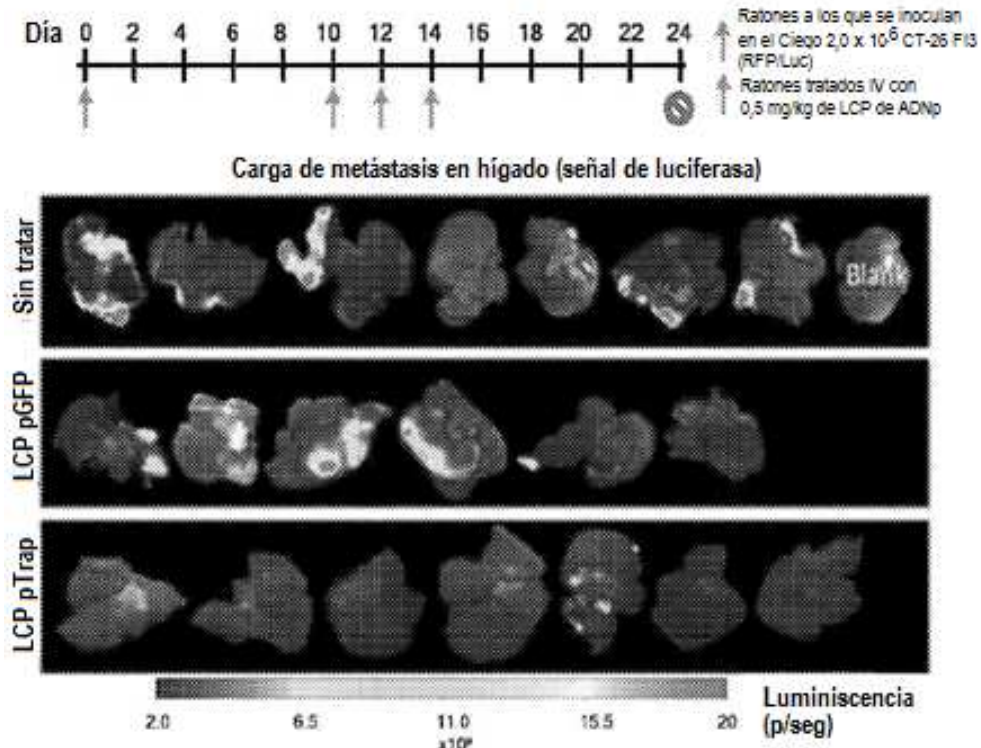 Día 0 2 4 6 8 10 12 14 16 18 20 22 24
Ratones a los que se inoculan
en el Ciego 2,0 x 10⁻⁶ CT-26 FI3
(RFP/Luc)
Ratones tratados IV con
0,5 mg/kg de LCP de ADNp
Carga de metástasis en hígado (señal de luciferasa)
Sin tratar
Blank
LCP pGFP
LCP pTrap
2.0 6.5 11.0 15.5 20
Luminiscencia
(p/seg)